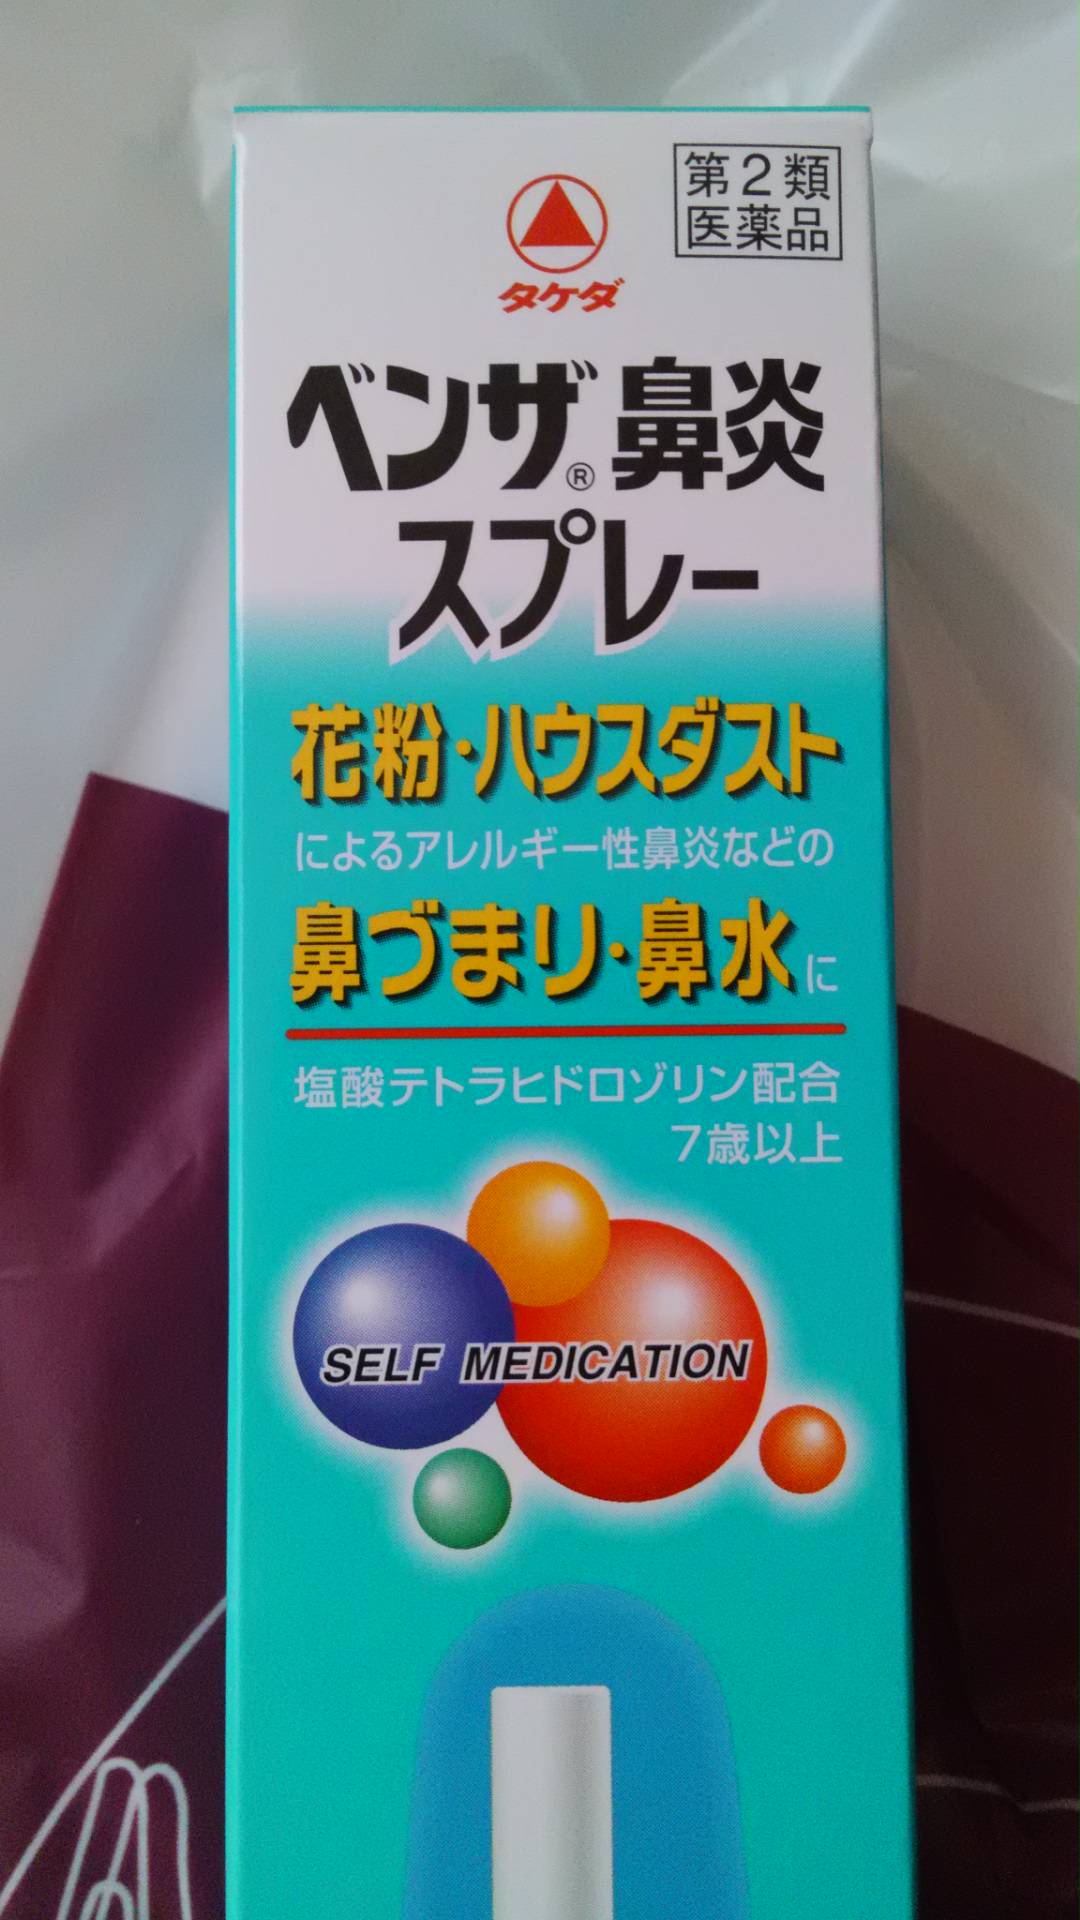 第2類
医薬品
タケダ
ベンザ® 鼻炎
スプレー
花粉・ハウスダスト
によるアレルギー性鼻炎などの
鼻づまり・鼻水に
塩酸テトラヒドロゾリン配合
7歳以上
SELF MEDICATION